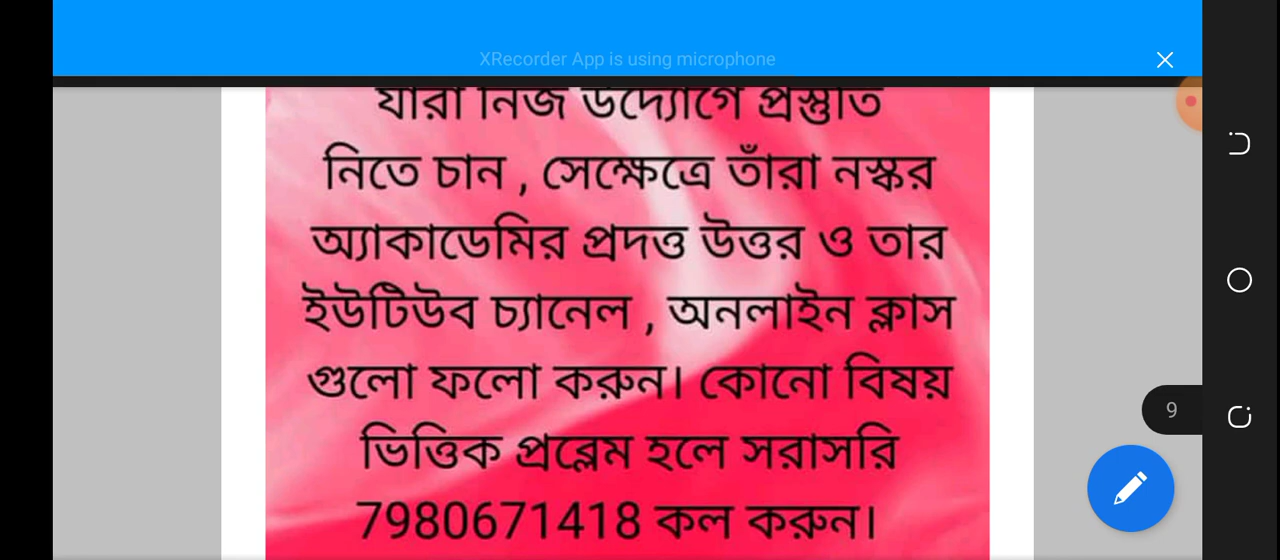 XRecorder App is using microphone
যারা নিজ উদ্যোগে প্রস্তুতি
নিতে চান , সেক্ষেত্রে তাঁরা নস্কর
অ্যাকাডেমির প্রদত্ত উত্তর ও তার
ইউটিউব চ্যানেল , অনলাইন ক্লাস
গুলো ফলো করুন। কোনো বিষয়
ভিত্তিক প্রব্লেম হলে সরাসরি
7980671418 কল করুন।
9